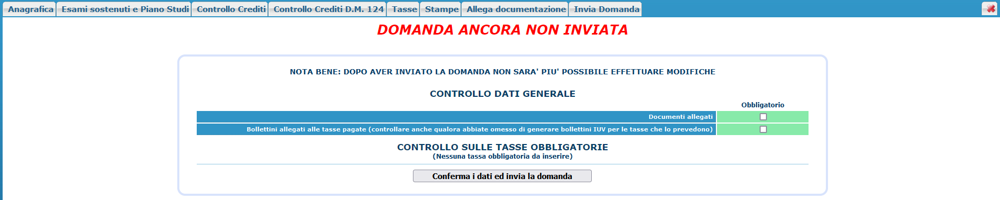 Anagrafica Esami sostenuti e Piano Studi Controllo Crediti Controllo Crediti D.M. 124 Tasse Stampe Allega documentazione Invia Domanda
DOMANDA ANCORA NON INVIATA
NOTA BENE: DOPO AVER INVIATO LA DOMANDA NON SARA' PIU' POSSIBILE EFFETTUARE MODIFICHE
CONTROLLO DATI GENERALE
Obbligatorio
Documenti allegati
Bollettini allegati alle tasse pagate (controllare anche qualora abbiate omesso di generare bollettini IUV per le tasse che lo prevedono)
CONTROLLO SULLE TASSE OBBLIGATORIE
(Nessuna tassa obbligatoria da inserire)
Conferma i dati ed invia la domanda